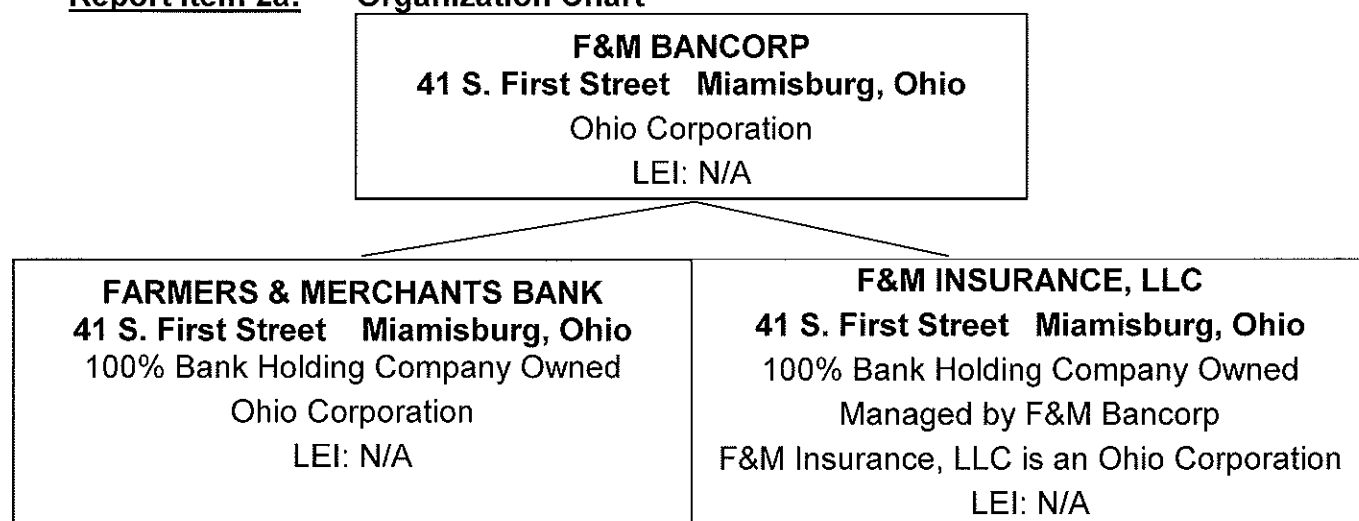 Report Item 2a: Organization Chart
F&M BANCORP
41 S. First Street Miamisburg, Ohio
Ohio Corporation
LEI: N/A
FARMERS & MERCHANTS BANK
41 S. First Street Miamisburg, Ohio
100% Bank Holding Company Owned
Ohio Corporation
LEI: N/A
F&M INSURANCE, LLC
41 S. First Street Miamisburg, Ohio
100% Bank Holding Company Owned
Managed by F&M Bancorp
F&M Insurance, LLC is an Ohio Corporation
LEI: N/A